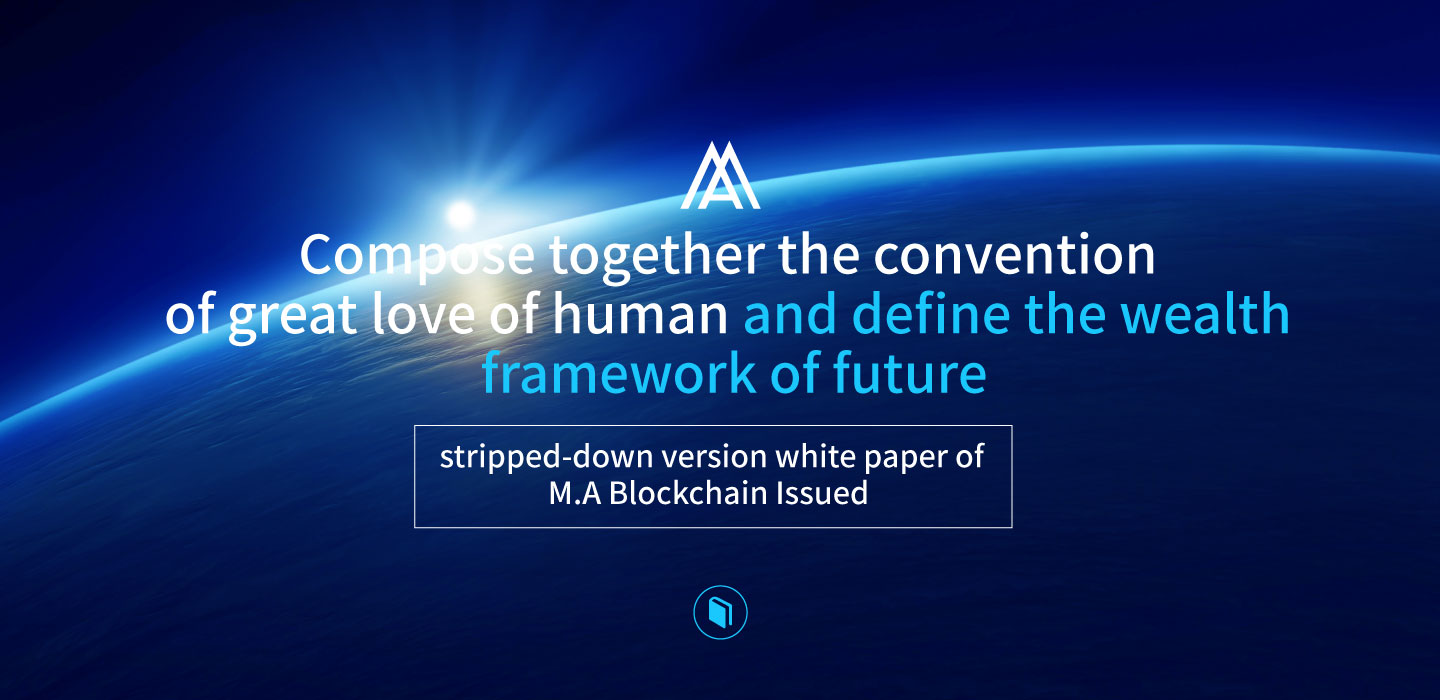 MA
Compose together the convention
of great love of human and define the wealth
framework of future
stripped-down version white paper of
M.A Blockchain Issued